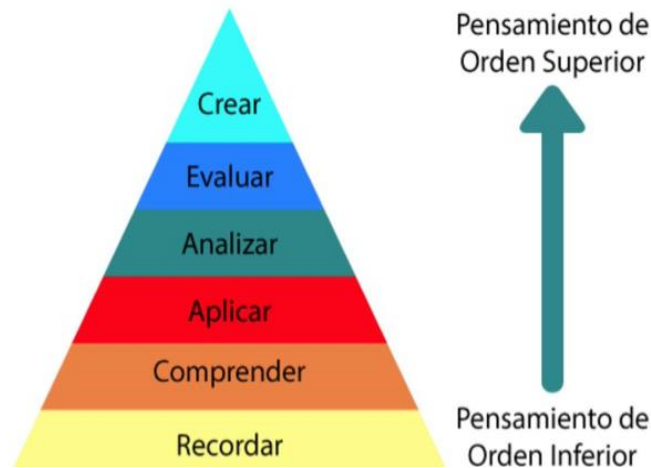 Pensamiento de
Orden Superior
Crear
Evaluar
Analizar
Aplicar
Comprender
Recordar
Pensamiento de
Orden Inferior